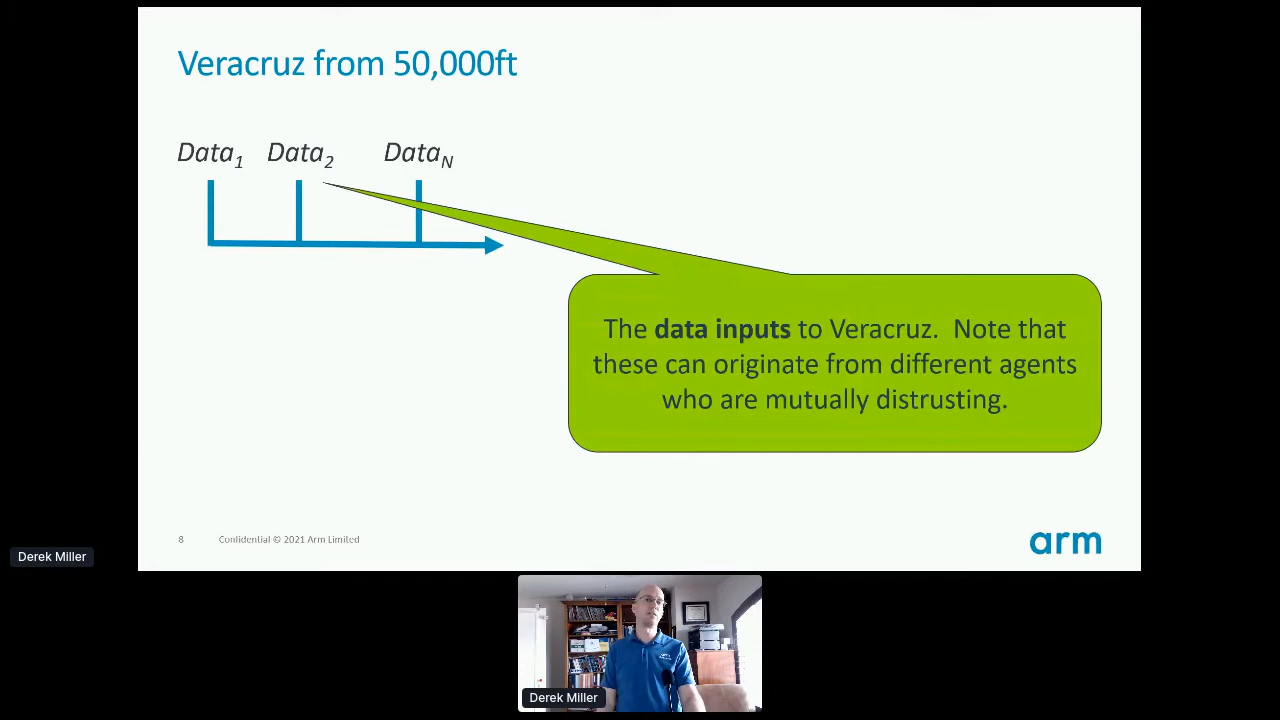 Veracruz from 50,000ft
Data1 Data2 DataN
The data inputs to Veracruz. Note that
these can originate from different agents
who are mutually distrusting.
8 Confidential © 2021 Arm Limited
arm
Derek Miller
Derek Miller